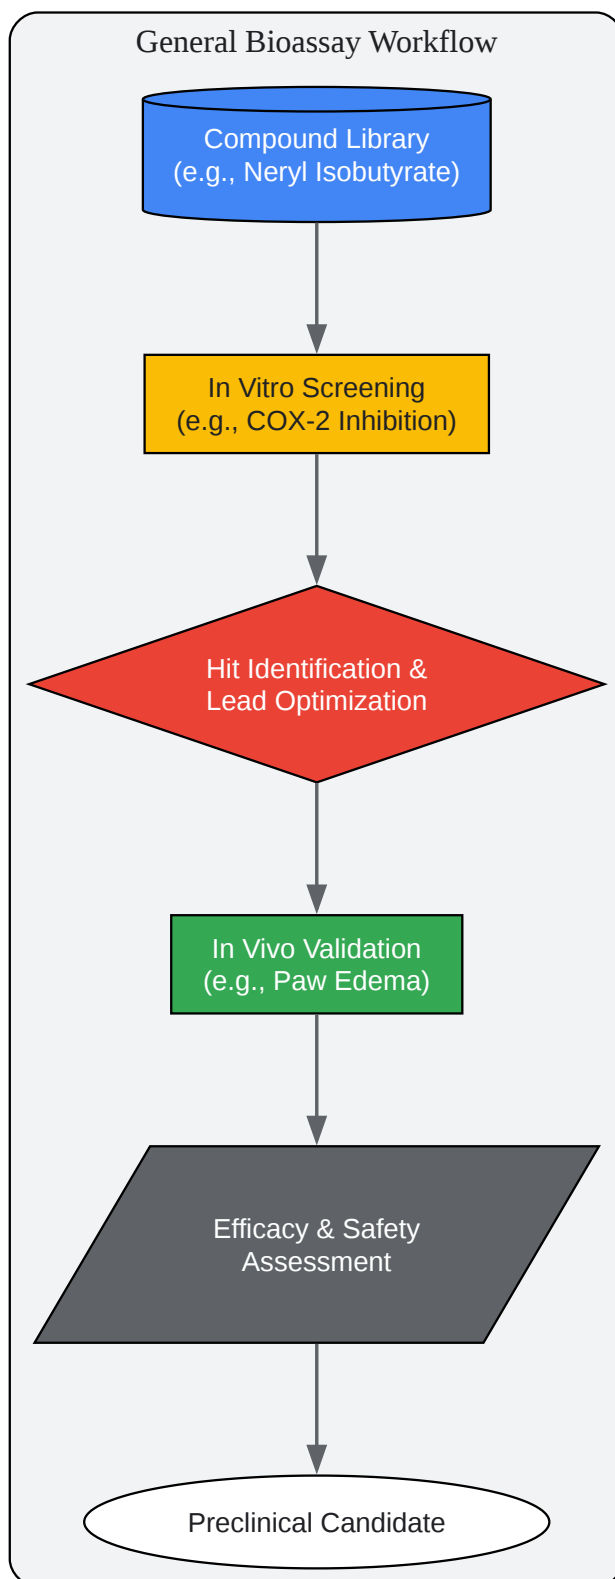 General Bioassay Workflow
Compound Library
(e.g., Neryl Isobutyrate)
In Vitro Screening
(e.g., COX-2 Inhibition)
Hit Identification &
Lead Optimization
In Vivo Validation
(e.g., Paw Edema)
Efficacy & Safety
Assessment
Preclinical Candidate